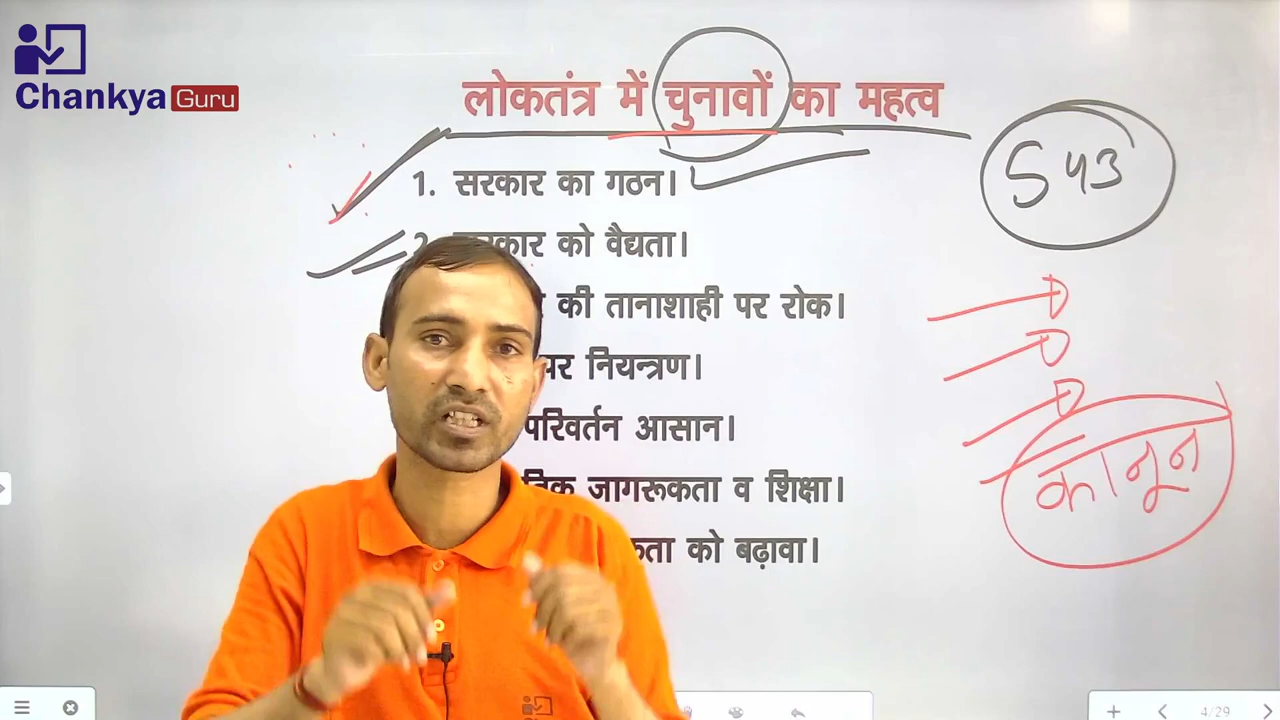 Chankya Guru
लोकतंत्र में चुनावों का महत्व
543
1. सरकार का गठन।
2. सरकार को वैद्यता।
की तानाशाही पर रोक।
पर नियन्त्रण।
परिवर्तन आसान।
जागरूकता व शिक्षा।
को बढ़ावा।
कानून
4/29